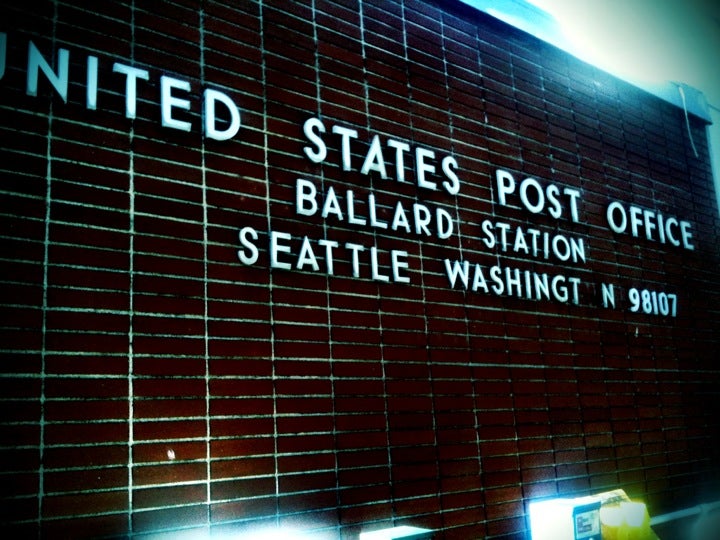 UNITED STATES POST OFFICE
BALLARD STATION
SEATTLE WASHINGT N 98107